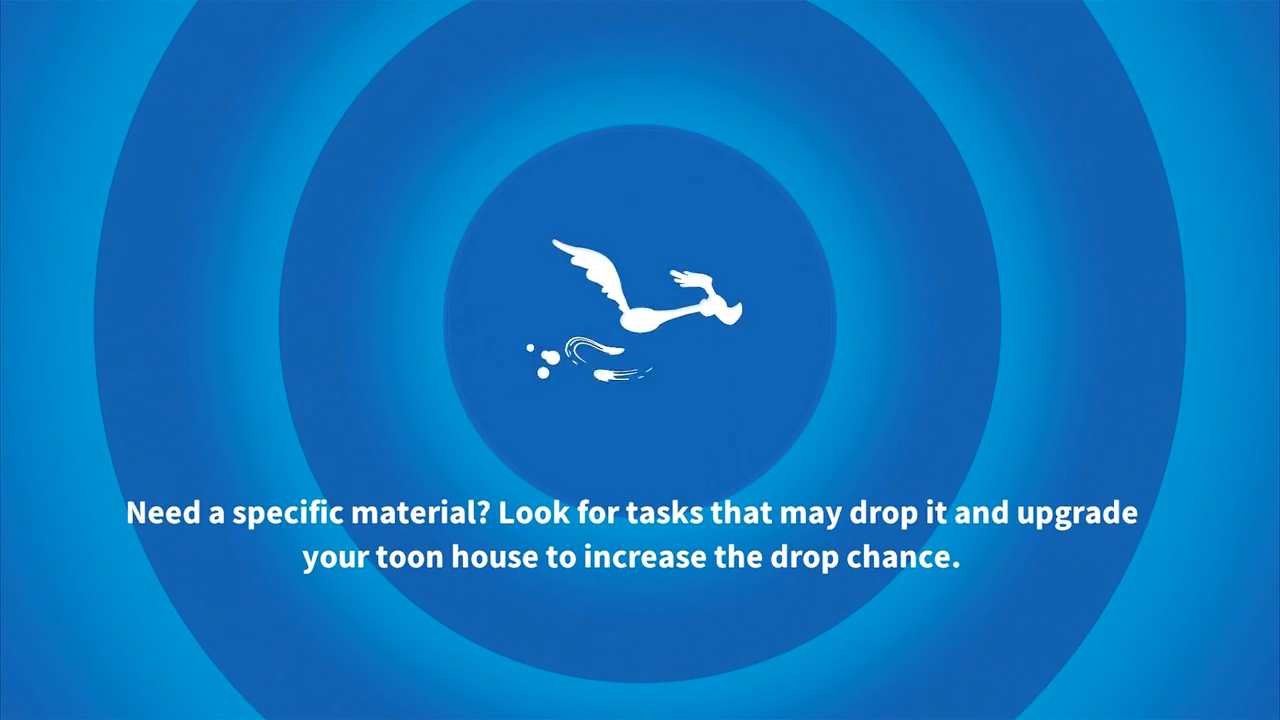 Need a specific material? Look for tasks that may drop it and upgrade
your toon house to increase the drop chance.